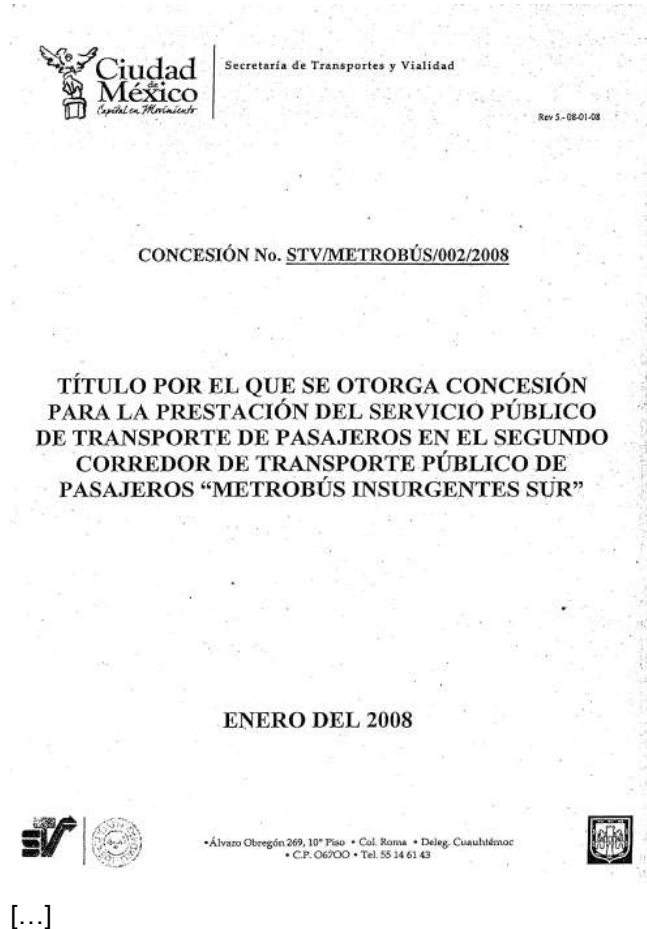 Ciudad
de
México
Capital en Movimiento
Secretaría de Transportes y Vialidad
Rev 5.- 08-01-08
CONCESIÓN No. STV/METROBÚS/002/2008
TÍTULO POR EL QUE SE OTORGA CONCESIÓN
PARA LA PRESTACIÓN DEL SERVICIO PÚBLICO
DE TRANSPORTE DE PASAJEROS EN EL SEGUNDO
CORREDOR DE TRANSPORTE PÚBLICO DE
PASAJEROS “METROBÚS INSURGENTES SUR”
ENERO DEL 2008
•Álvaro Obregón 269, 10° Piso • Col. Roma • Deleg. Cuauhtémoc
• C.P. O67OO • Tel. 55 14 61 43
[…]